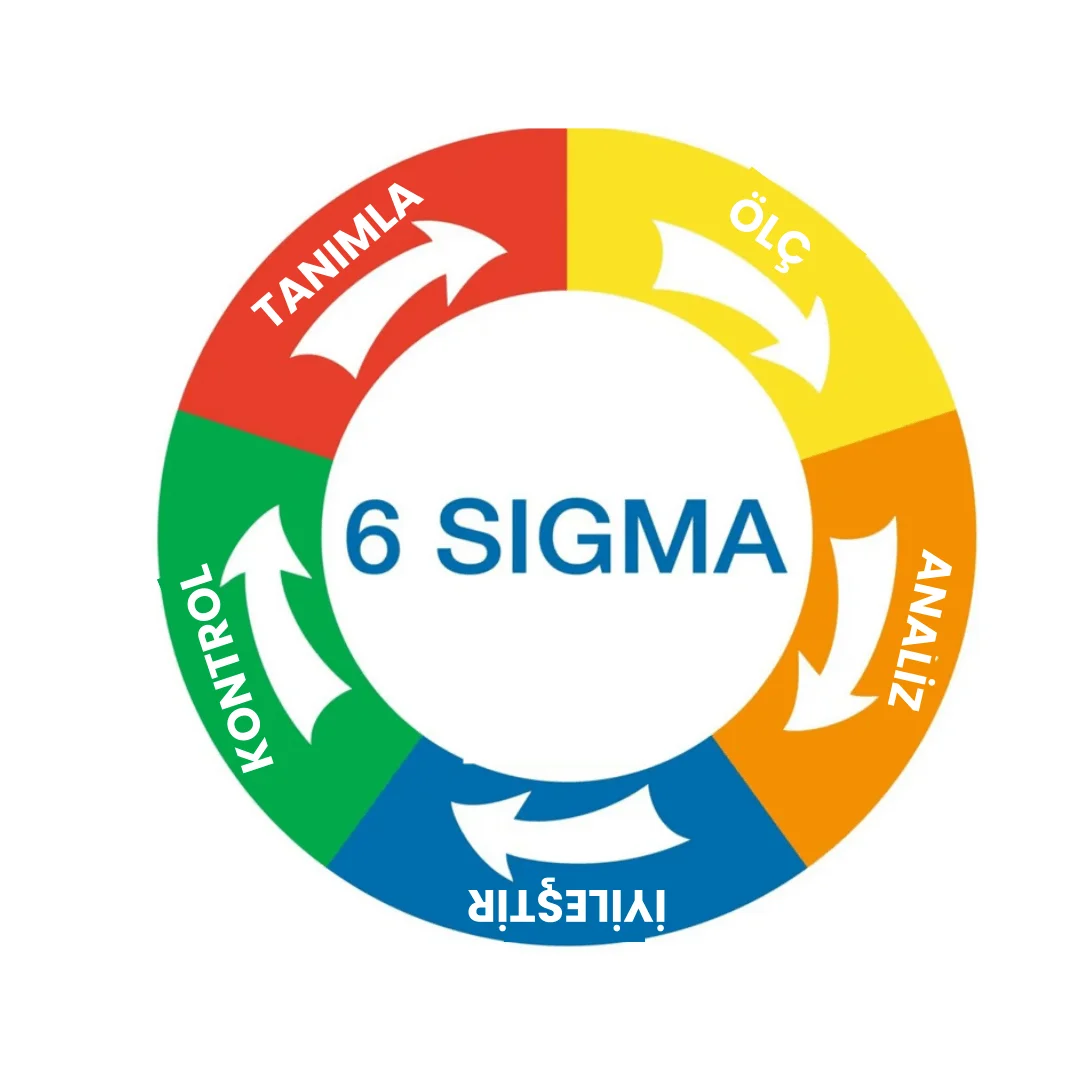 TANIMLA
ÖLÇ
ANALİZ
İYİLEŞTİR
KONTROL
6 SIGMA